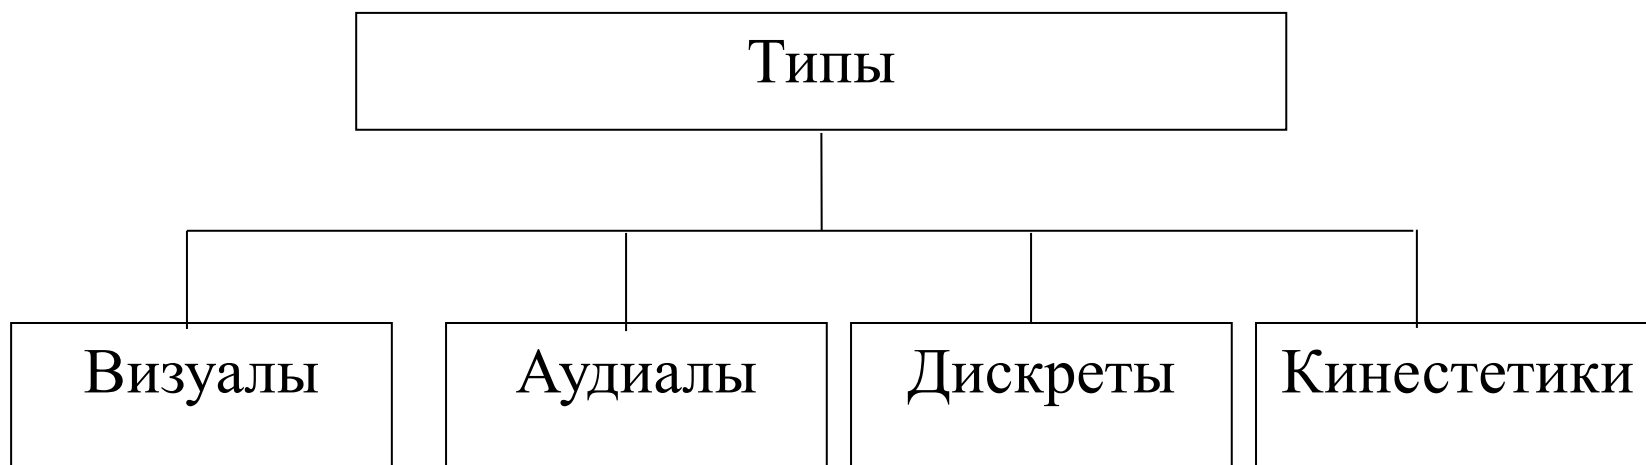 Типы
Визуалы
Аудиалы
Дискреты
Кинестетики